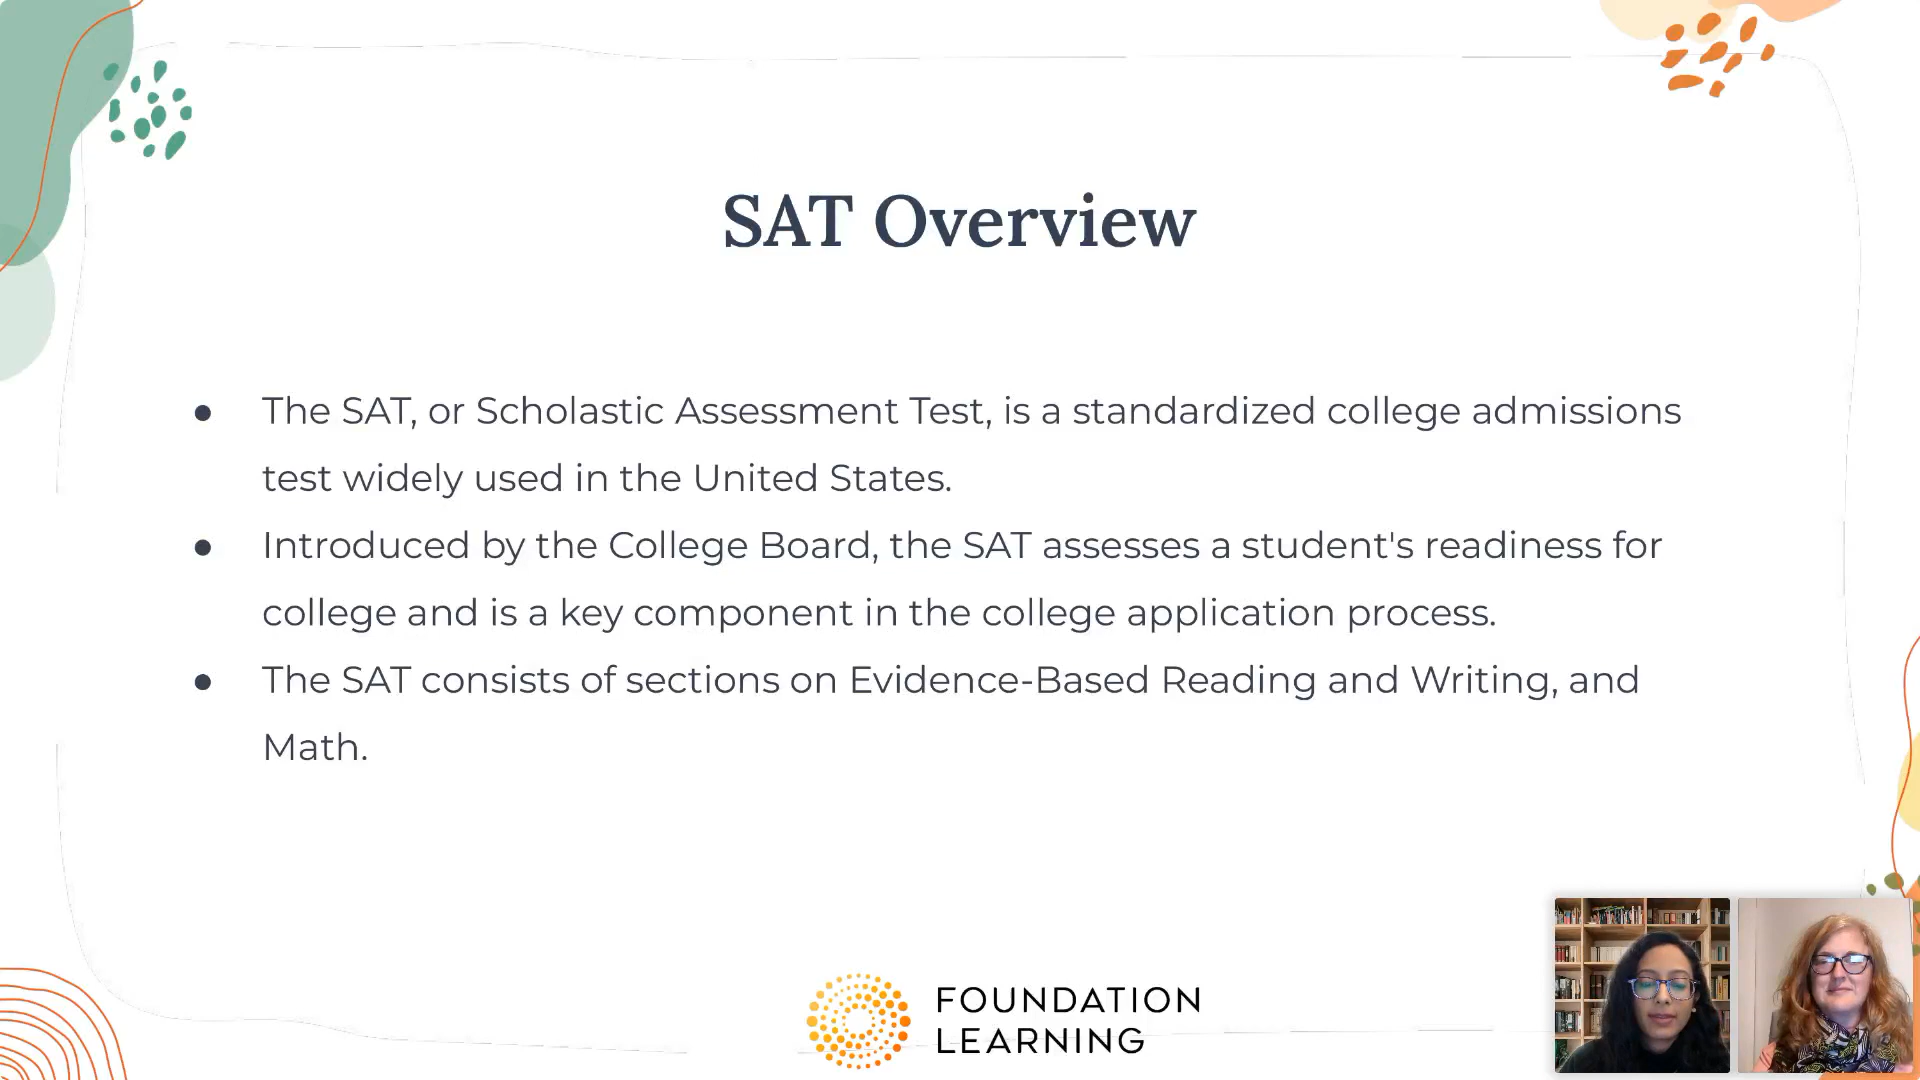 SAT Overview
● The SAT, or Scholastic Assessment Test, is a standardized college admissions
test widely used in the United States.
● Introduced by the College Board, the SAT assesses a student's readiness for
college and is a key component in the college application process.
● The SAT consists of sections on Evidence-Based Reading and Writing, and
Math.
FOUNDATION
LEARNING